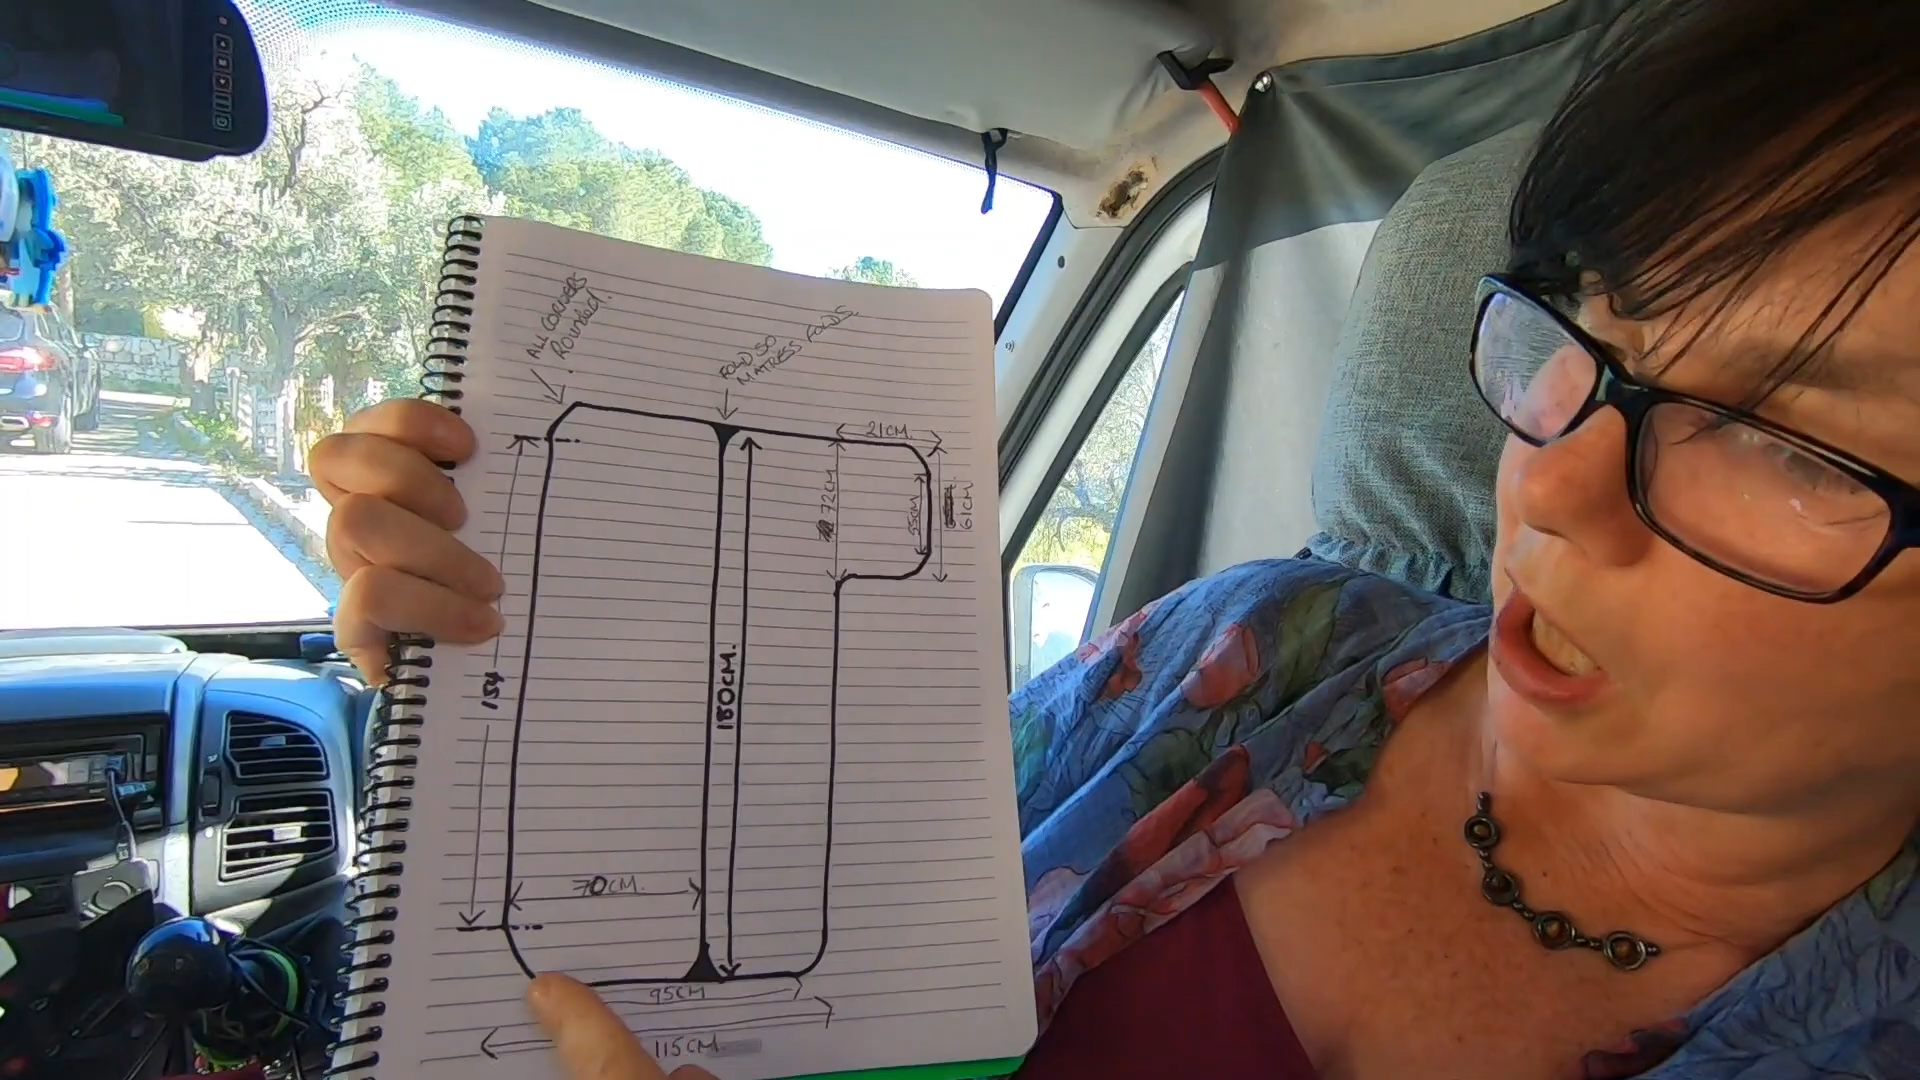 ALL CORNERS
Rounded.
FOLD SO
MATRESS FOLDS.
21CM.
72CM
55CM
61CM
154
180CM.
70CM.
95CM
115CM.